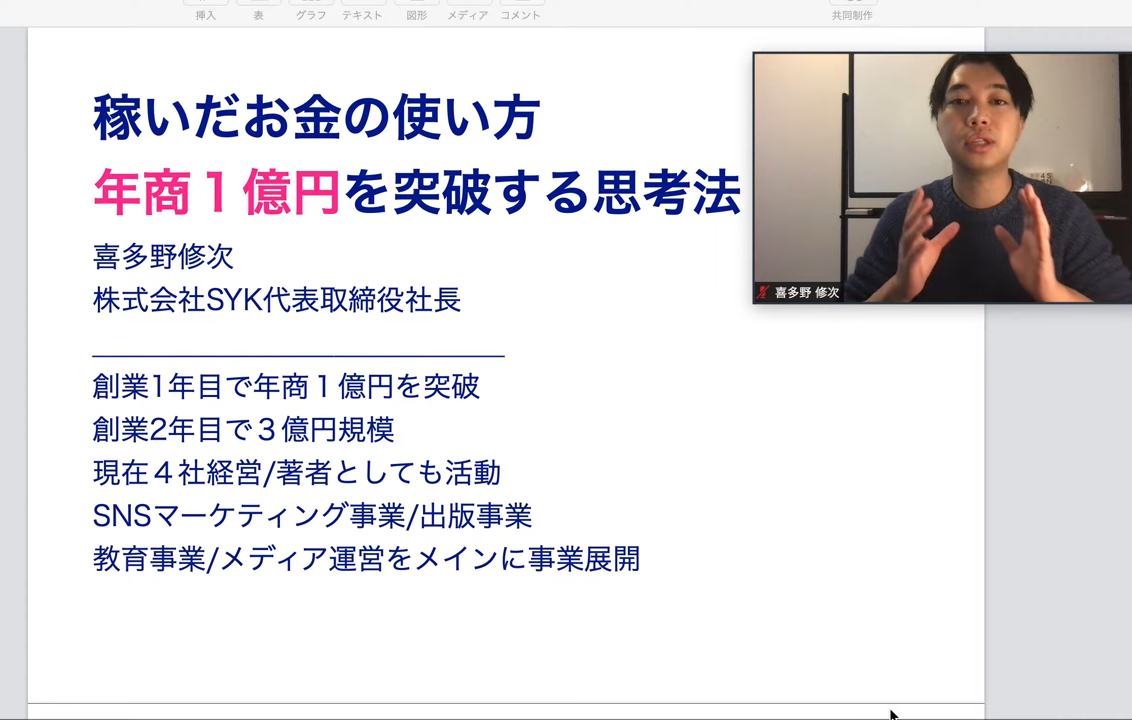 挿入 表 グラフ テキスト 図形 メディア コメント 共同制作
稼いだお金の使い方
年商１億円を突破する思考法
喜多野修次
株式会社SYK代表取締役社長
創業1年目で年商１億円を突破
創業2年目で３億円規模
現在４社経営/著者としても活動
SNSマーケティング事業/出版事業
教育事業/メディア運営をメインに事業展開
喜多野 修次